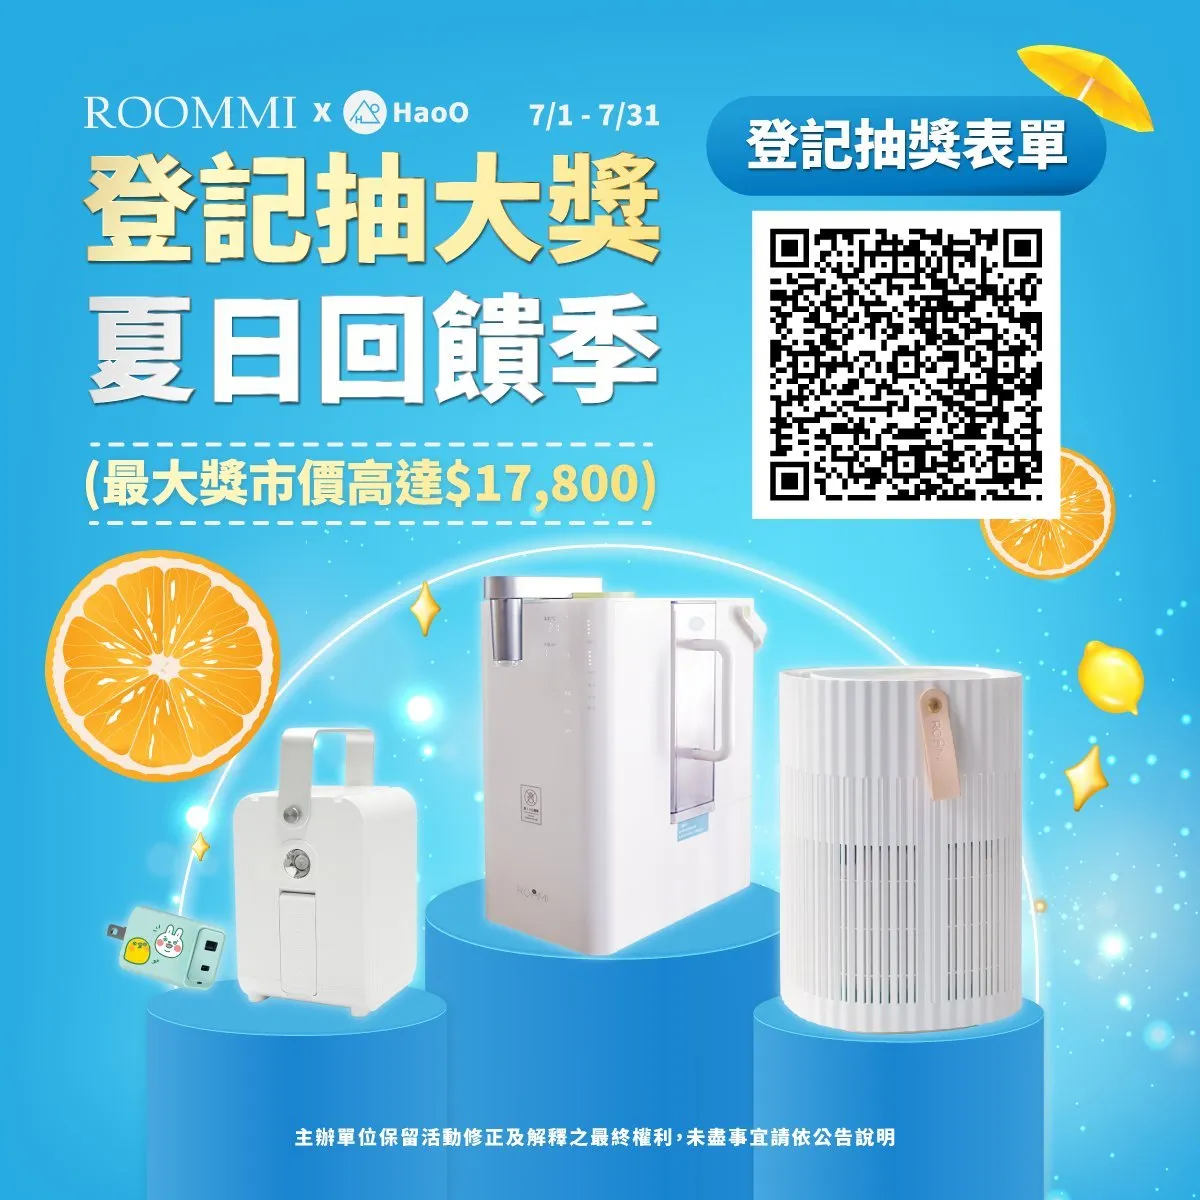 ROOMMI X HaoO 7/1 - 7/31
登記抽大獎
夏日回饋季
(最大獎市價高達$17,800)
登記抽獎表單
ROOMMI
ROOMMI
主辦單位保留活動修正及解釋之最終權利,未盡事宜請依公告說明